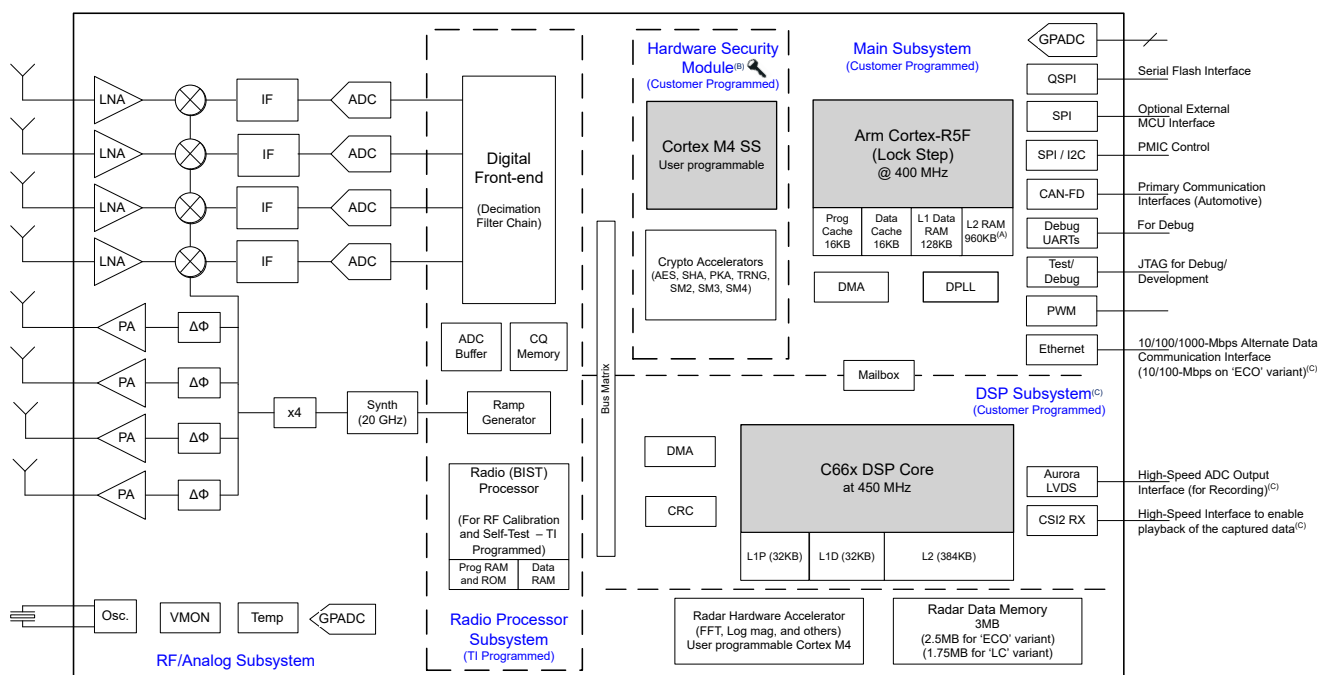 LNA
IF
ADC
LNA
IF
ADC
LNA
IF
ADC
LNA
IF
ADC
PA
ΔΦ
PA
ΔΦ
PA
ΔΦ
PA
ΔΦ
x4
Synth
(20 GHz)
Osc.
VMON
Temp
GPADC
RF/Analog Subsystem
Digital
Front-end
(Decimation
Filter Chain)
ADC
Buffer
CQ
Memory
Ramp
Generator
Radio (BIST)
Processor
(For RF Calibration
and Self-Test – TI
Programmed)
Prog RAM
and ROM
Data
RAM
Radio Processor
Subsystem
(TI Programmed)
Bus Matrix
Hardware Security
Module(B)
(Customer Programmed)
Cortex M4 SS
User programmable
Crypto Accelerators
(AES, SHA, PKA, TRNG,
SM2, SM3, SM4)
Main Subsystem
(Customer Programmed)
Arm Cortex-R5F
(Lock Step)
@ 400 MHz
Prog
Cache
16KB
Data
Cache
16KB
L1 Data
RAM
128KB
L2 RAM
960KB(A)
DMA
DPLL
Mailbox
GPADC
QSPI
Serial Flash Interface
SPI
Optional External
MCU Interface
SPI / I2C
PMIC Control
CAN-FD
Primary Communication
Interfaces (Automotive)
Debug
UARTs
For Debug
Test/
Debug
JTAG for Debug/
Development
PWM
Ethernet
10/100/1000-Mbps Alternate Data
Communication Interface
(10/100-Mbps on ‘ECO’ variant)(C)
DSP Subsystem(C)
(Customer Programmed)
DMA
CRC
C66x DSP Core
at 450 MHz
L1P (32KB)
L1D (32KB)
L2 (384KB)
Aurora
LVDS
High-Speed ADC Output
Interface (for Recording)(C)
CSI2 RX
High-Speed Interface to enable
playback of the captured data(C)
Radar Hardware Accelerator
(FFT, Log mag, and others)
User programmable Cortex M4
Radar Data Memory
3MB
(2.5MB for ‘ECO’ variant)
(1.75MB for ‘LC’ variant)